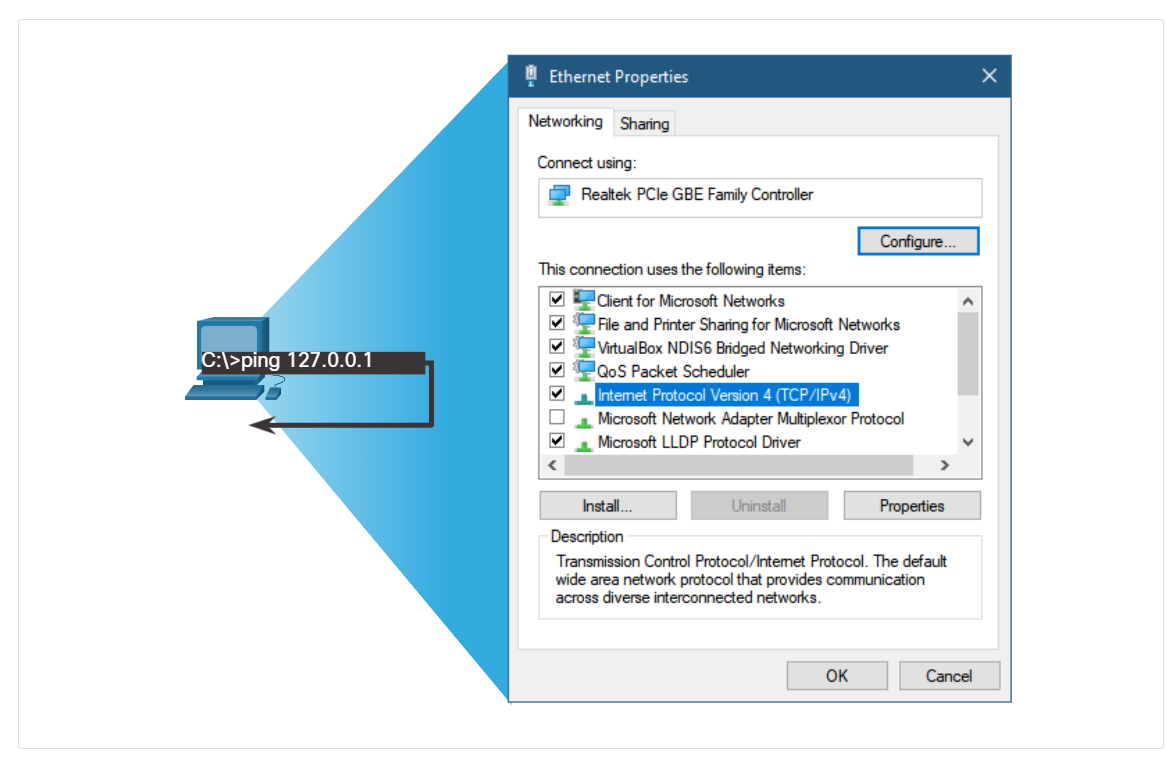 Ethernet Properties
Networking
Sharing
Connect using:
Realtek PCIe GBE Family Controller
Configure...
This connection uses the following items:
Client for Microsoft Networks
File and Printer Sharing for Microsoft Networks
VirtualBox NDIS6 Bridged Networking Driver
QoS Packet Scheduler
Internet Protocol Version 4 (TCP/IPv4)
Microsoft Network Adapter Multiplexor Protocol
Microsoft LLDP Protocol Driver
Install...
Uninstall
Properties
Description
Transmission Control Protocol/Internet Protocol. The default
wide area network protocol that provides communication
across diverse interconnected networks.
OK
Cancel
C:\>ping 127.0.0.1